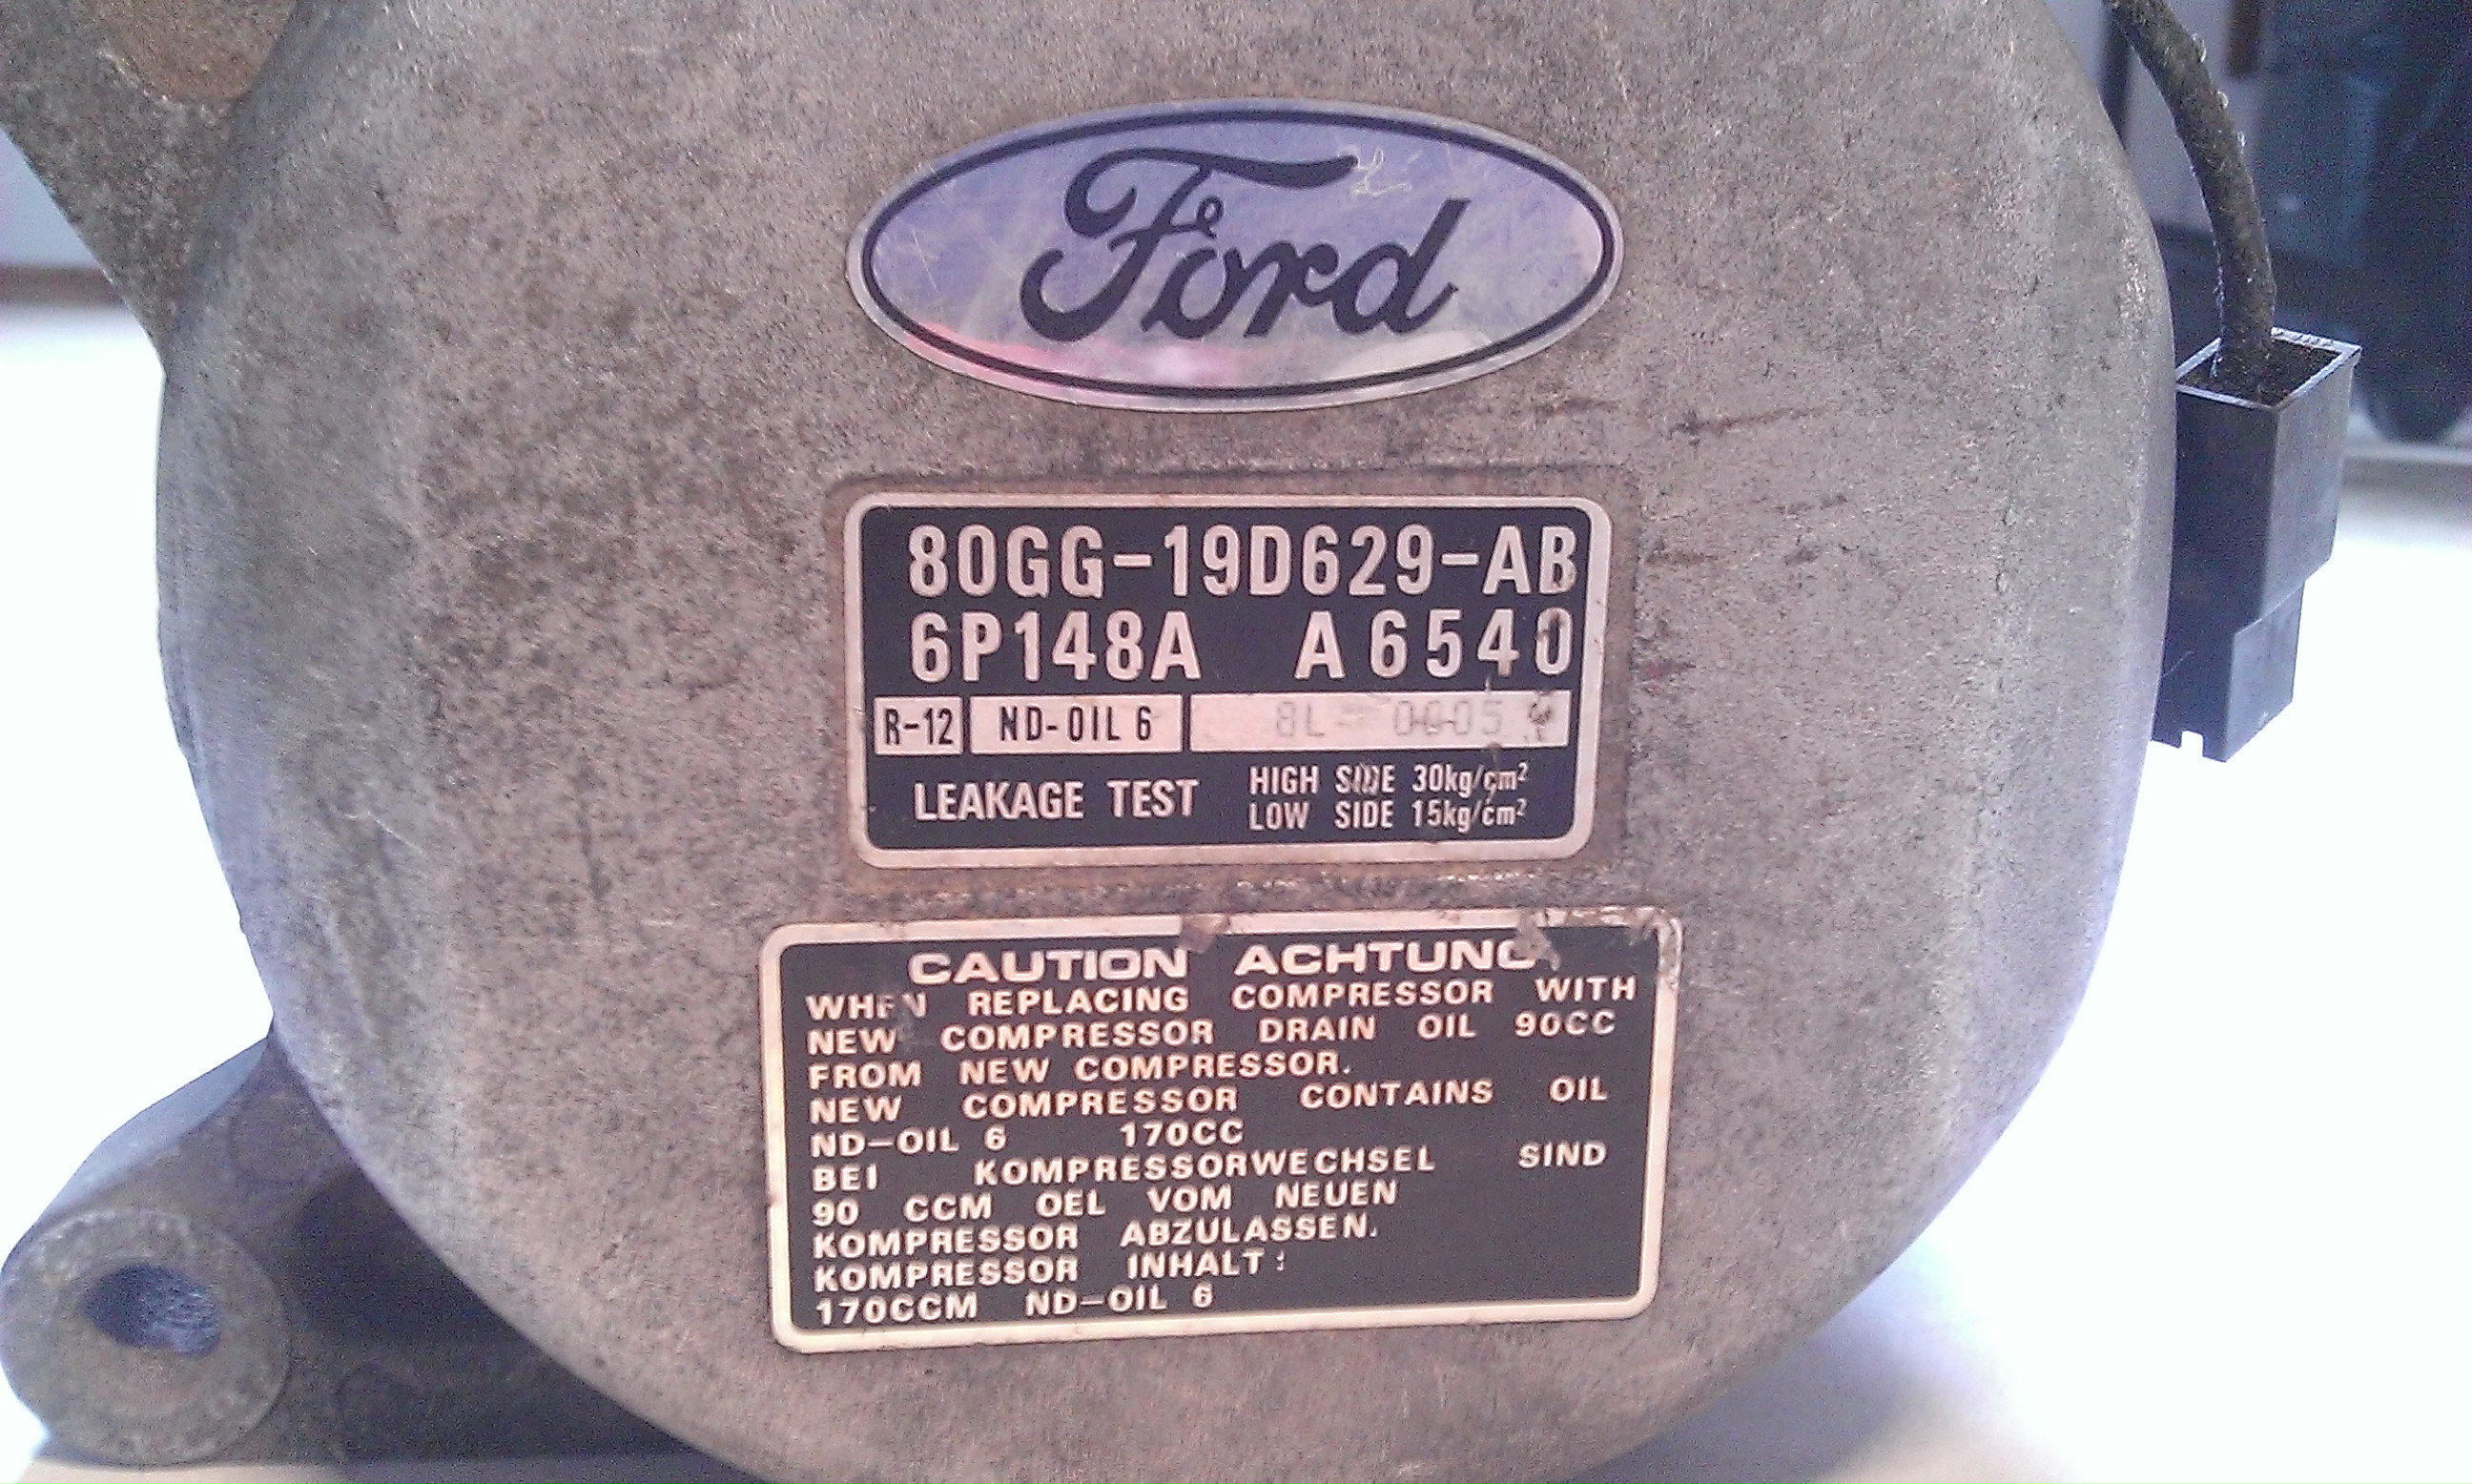 Ford
80GG-19D629-AB
6P148A A6540
R-12 ND-OIL 6 8L-
LEAKAGE TEST HIGH SIDE 30kg/cm²
LOW SIDE 15kg/cm²
CAUTION ACHTUNG
WHEN REPLACING COMPRESSOR WITH
NEW COMPRESSOR DRAIN OIL 90CC
FROM NEW COMPRESSOR.
NEW COMPRESSOR CONTAINS OIL
ND-OIL 6 170CC
BEI KOMPRESSORWECHSEL SIND
90 CCM OEL VOM NEUEN
KOMPRESSOR ABZULASSEN.
KOMPRESSOR INHALT:
170CCM ND-OIL 6